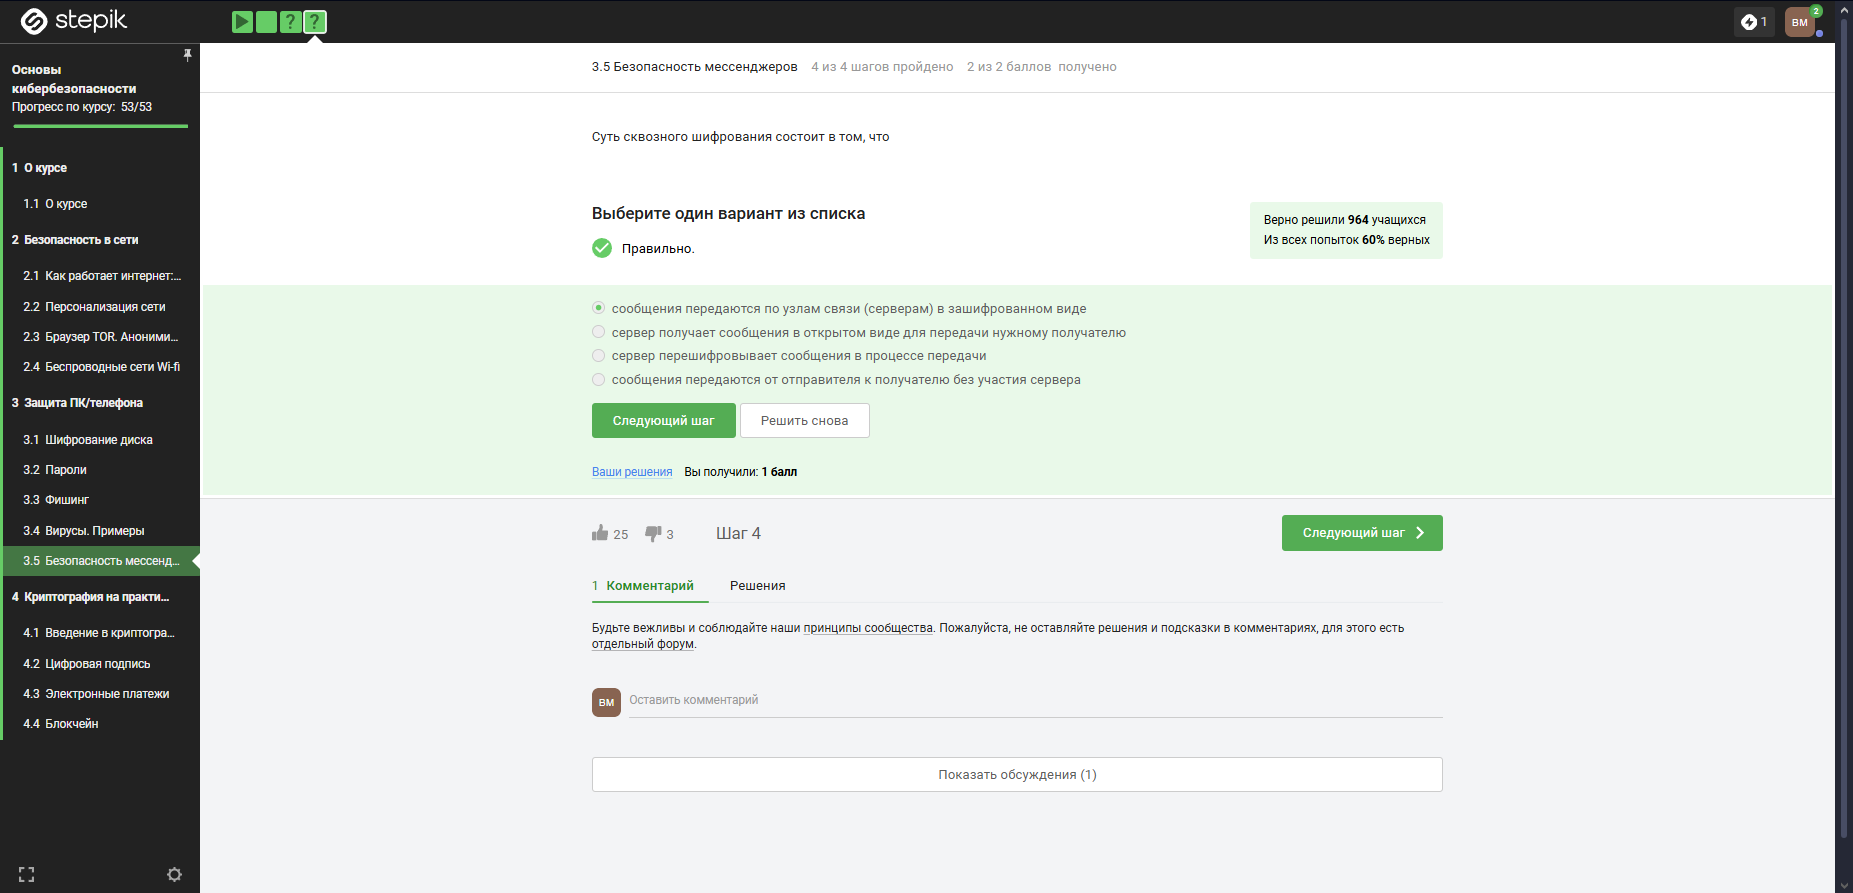 stepik
? ?
1
ВМ
2
Основы
кибербезопасности
Прогресс по курсу: 53/53
1 О курсе
1.1 О курсе
2 Безопасность в сети
2.1 Как работает интернет:...
2.2 Персонализация сети
2.3 Браузер TOR. Аноними...
2.4 Беспроводные сети Wi-fi
3 Защита ПК/телефона
3.1 Шифрование диска
3.2 Пароли
3.3 Фишинг
3.4 Вирусы. Примеры
3.5 Безопасность мессенд...
4 Криптография на практи...
4.1 Введение в криптогра...
4.2 Цифровая подпись
4.3 Электронные платежи
4.4 Блокчейн
3.5 Безопасность мессенджеров 4 из 4 шагов пройдено 2 из 2 баллов получено
Суть сквозного шифрования состоит в том, что
Выберите один вариант из списка
Правильно.
Верно решили 964 учащихся
Из всех попыток 60% верных
сообщения передаются по узлам связи (серверам) в зашифрованном виде
сервер получает сообщения в открытом виде для передачи нужному получателю
сервер перешифровывает сообщения в процессе передачи
сообщения передаются от отправителя к получателю без участия сервера
Следующий шаг Решить снова
Ваши решения Вы получили: 1 балл
25 3 Шаг 4 Следующий шаг
1 Комментарий Решения
Будьте вежливы и соблюдайте наши принципы сообщества. Пожалуйста, не оставляйте решения и подсказки в комментариях, для этого есть
отдельный форум.
ВМ Оставить комментарий
Показать обсуждения (1)